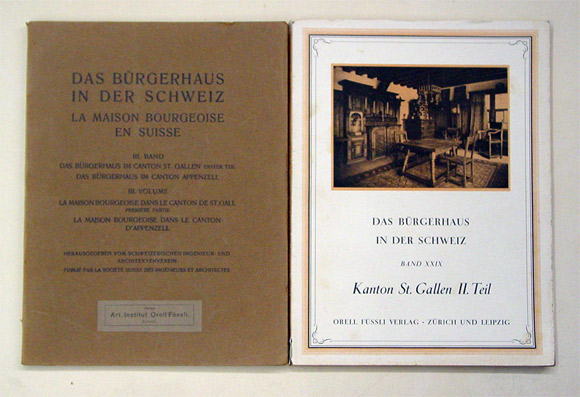 DAS BÜRGERHAUS
IN DER SCHWEIZ
LA MAISON BOURGEOISE
EN SUISSE
III. BAND
DAS BÜRGERHAUS IM CANTON ST. GALLEN ERSTER TEIL
DAS BÜRGERHAUS IM CANTON APPENZELL
III. VOLUME
LA MAISON BOURGEOISE DANS LE CANTON DE ST. GALL
PREMIÈRE PARTIE
LA MAISON BOURGEOISE DANS LE CANTON
D'APPENZELL
HERAUSGEGEBEN VOM SCHWEIZERISCHEN INGENIEUR- UND
ARCHITEKTENVEREIN
PUBLIÉ PAR LA SOCIÉTÉ SUISSE DES INGÉNIEURS ET ARCHITECTES
Art. Institut Orell Füssli
DAS BÜRGERHAUS
IN DER SCHWEIZ
BAND XXIX
Kanton St. Gallen II. Teil
ORELL FÜSSLI VERLAG - ZÜRICH UND LEIPZIG